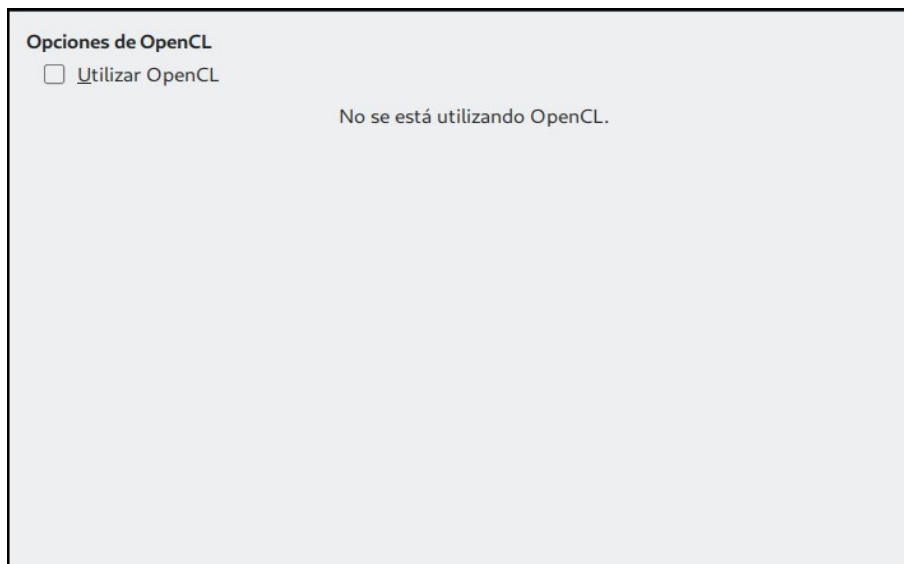 Opciones de OpenCL
Utilizar OpenCL
No se está utilizando OpenCL.